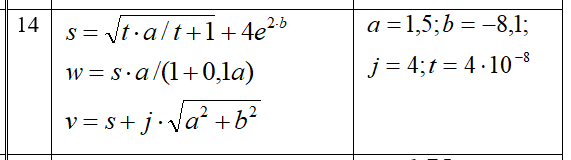 14
s = √(t·a/t+1) + 4e^(2·b)
w = s·a/(1+0,1a)
v = s + j·√(a² + b²)
a = 1,5; b = −8,1;
j = 4; t = 4·10⁻⁸